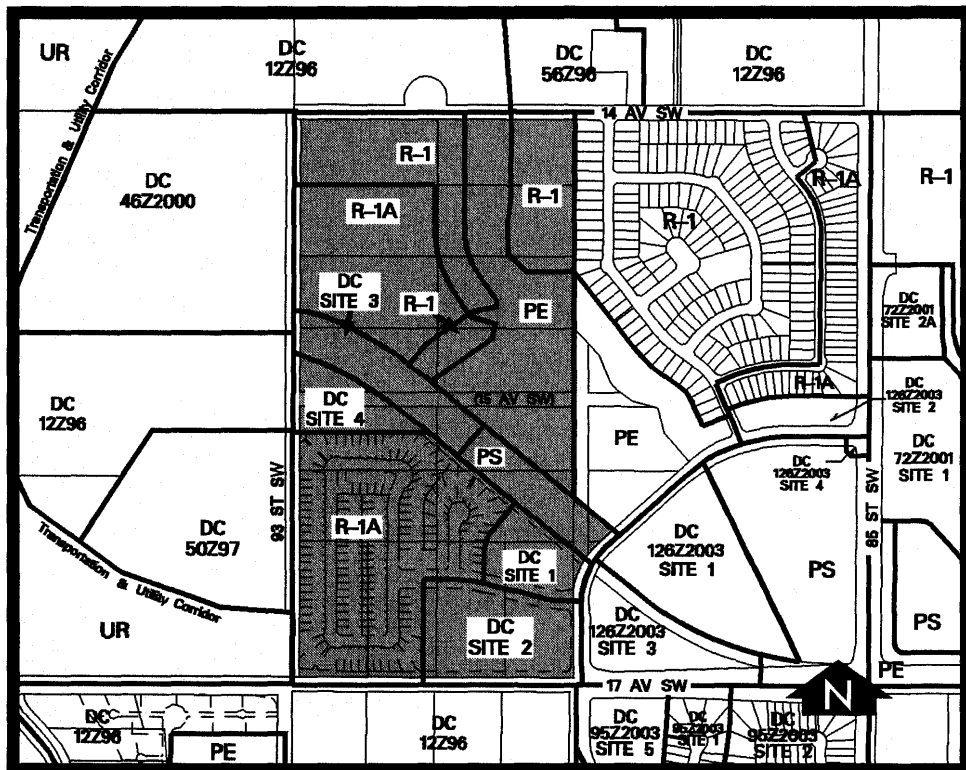 UR
DC
12Z96
DC
56Z96
DC
12Z96
Transportation & Utility Corridor
14 AV SW
DC
46Z2000
R-1
R-1A
R-1
R-1
R-1A
R-1
DC
SITE 3
R-1
PE
DC
72Z2001
SITE 2A
R-1A
DC
12Z96
DC
SITE 4
(15 AV SW)
PS
PE
DC
126Z2003
SITE 2
DC
126Z2003
SITE 4
DC
72Z2001
SITE 1
93 ST SW
85 ST SW
DC
50Z97
R-1A
DC
SITE 1
DC
126Z2003
SITE 1
PS
PS
Transportation & Utility Corridor
UR
DC
SITE 2
DC
126Z2003
SITE 3
PE
N
17 AV SW
DC
12Z96
PE
DC
12Z96
DC
95Z2003
SITE 5
DC
95Z2003
SITE 1
DC
95Z2003
SITE 2